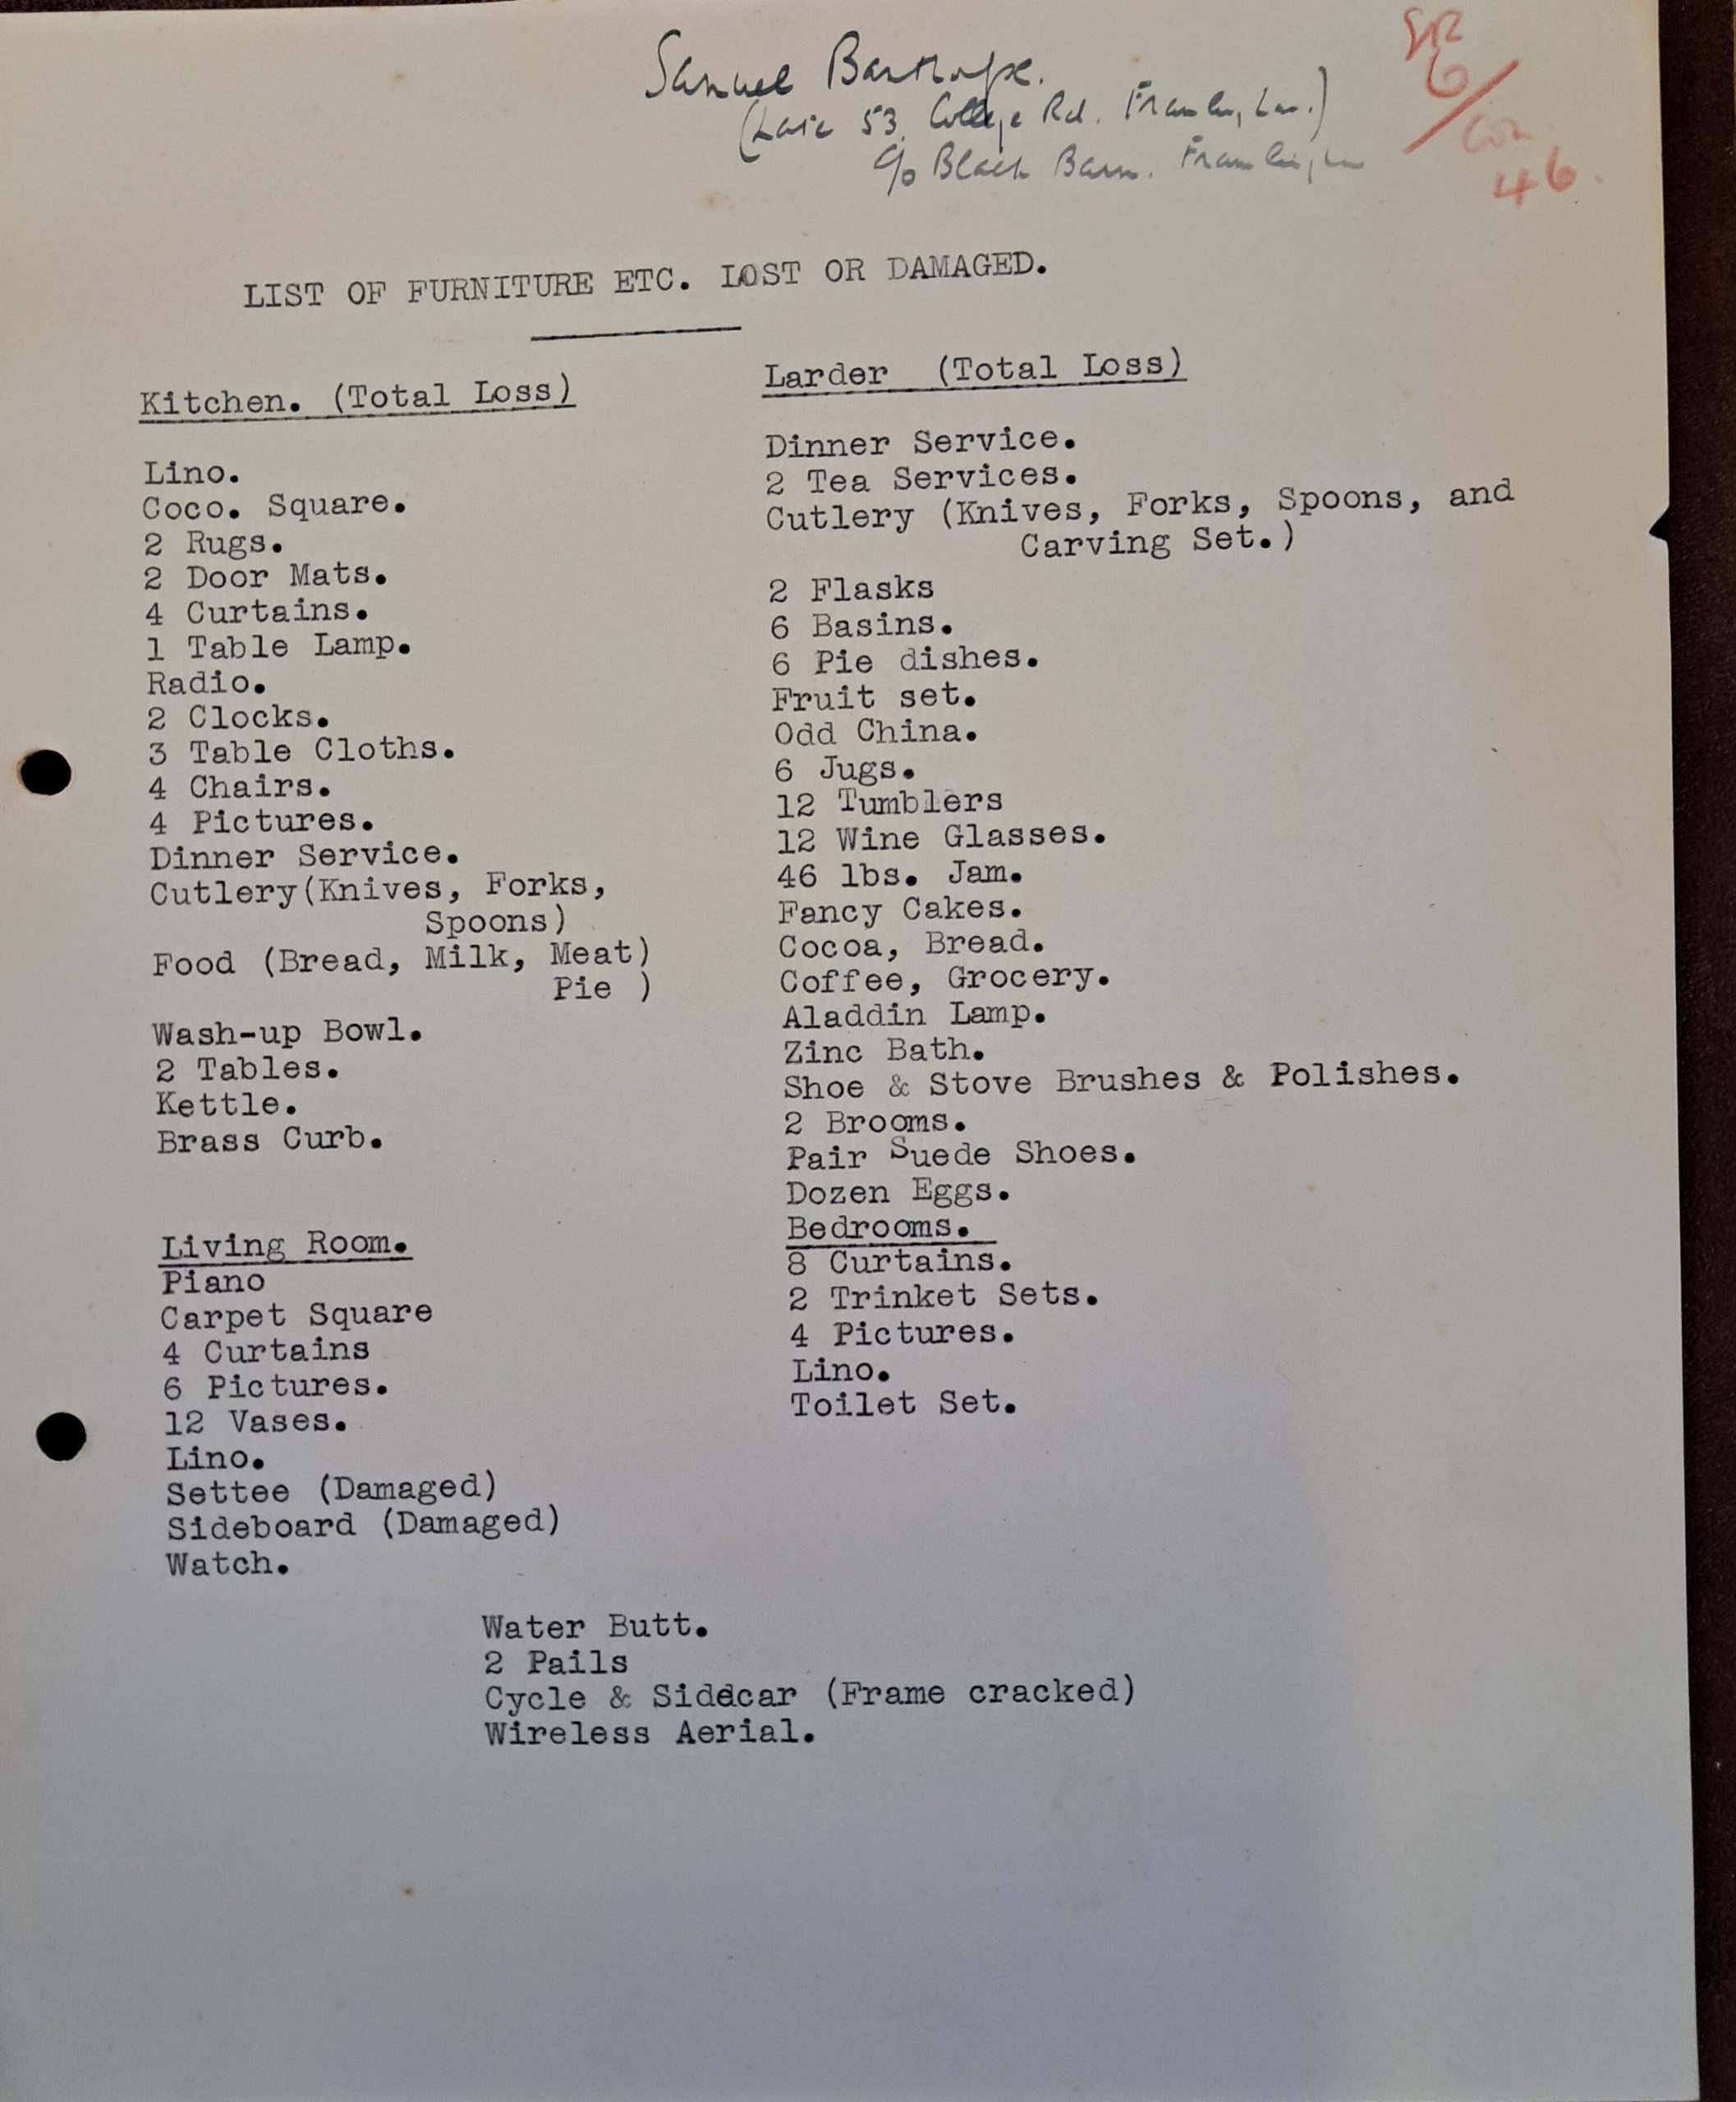 Samuel Barthorpe.
(Late 53, College Rd. Framlingham.)
c/o Black Barn. Framlingham
6
46.
LIST OF FURNITURE ETC. LOST OR DAMAGED.
Kitchen. (Total Loss)
Lino.
Coco. Square.
2 Rugs.
2 Door Mats.
4 Curtains.
1 Table Lamp.
Radio.
2 Clocks.
3 Table Cloths.
4 Chairs.
4 Pictures.
Dinner Service.
Cutlery(Knives, Forks,
Spoons)
Food (Bread, Milk, Meat)
Pie )
Wash-up Bowl.
2 Tables.
Kettle.
Brass Curb.
Living Room.
Piano
Carpet Square
4 Curtains
6 Pictures.
12 Vases.
Lino.
Settee (Damaged)
Sideboard (Damaged)
Watch.
Larder (Total Loss)
Dinner Service.
2 Tea Services.
Cutlery (Knives, Forks, Spoons, and
Carving Set.)
2 Flasks
6 Basins.
6 Pie dishes.
Fruit set.
Odd China.
6 Jugs.
12 Tumblers
12 Wine Glasses.
46 lbs. Jam.
Fancy Cakes.
Cocoa, Bread.
Coffee, Grocery.
Aladdin Lamp.
Zinc Bath.
Shoe & Stove Brushes & Polishes.
2 Brooms.
Pair Suede Shoes.
Dozen Eggs.
Bedrooms.
8 Curtains.
2 Trinket Sets.
4 Pictures.
Lino.
Toilet Set.
Water Butt.
2 Pails
Cycle & Sidecar (Frame cracked)
Wireless Aerial.